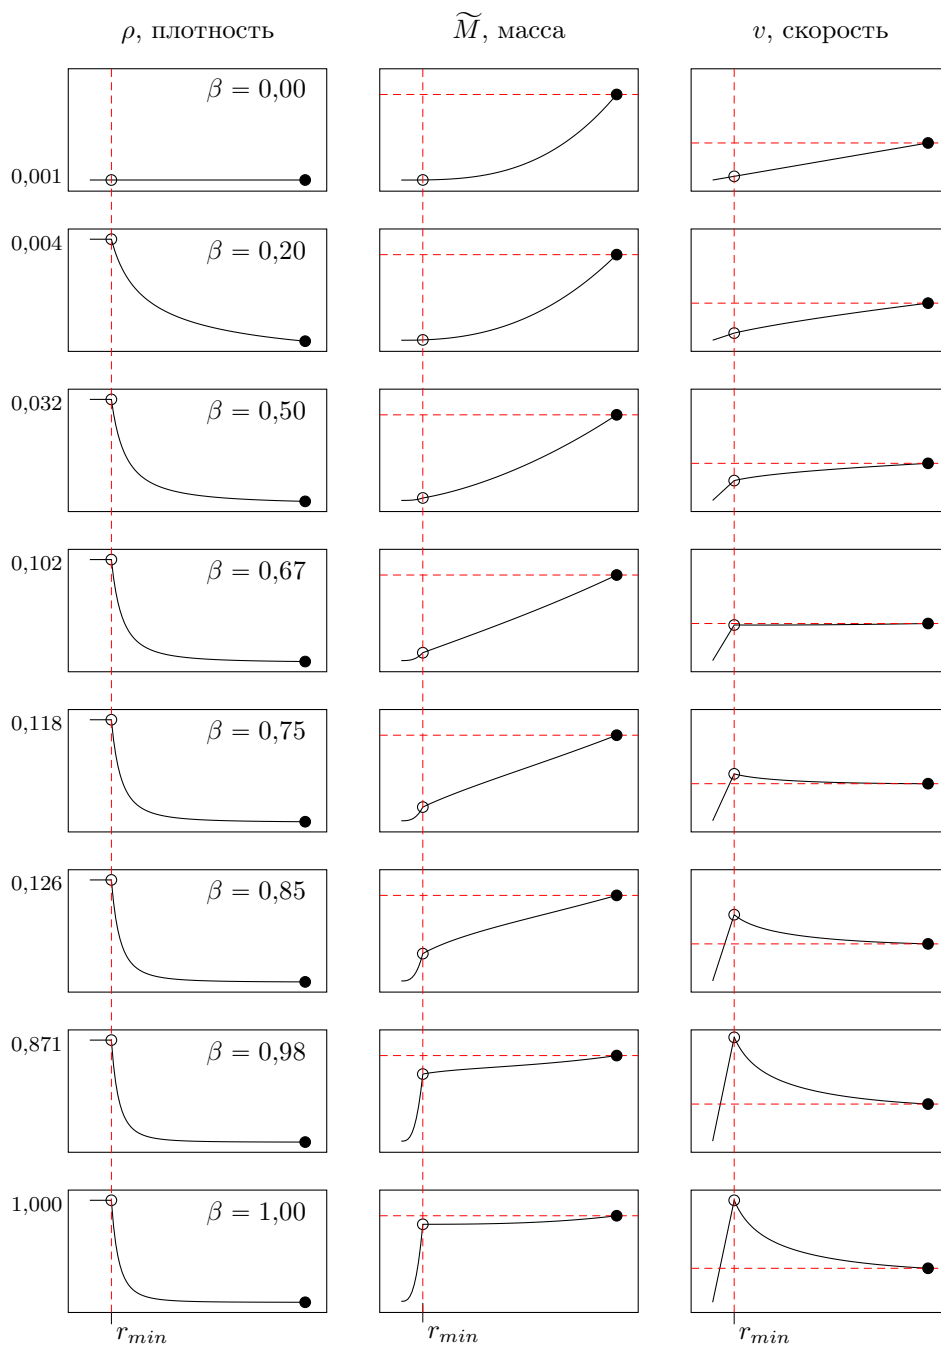 ρ, плотность
M̃, масса
v, скорость
β = 0,00
0,001
0,004
β = 0,20
0,032
β = 0,50
0,102
β = 0,67
0,118
β = 0,75
0,126
β = 0,85
0,871
β = 0,98
1,000
β = 1,00
r_min
r_min
r_min